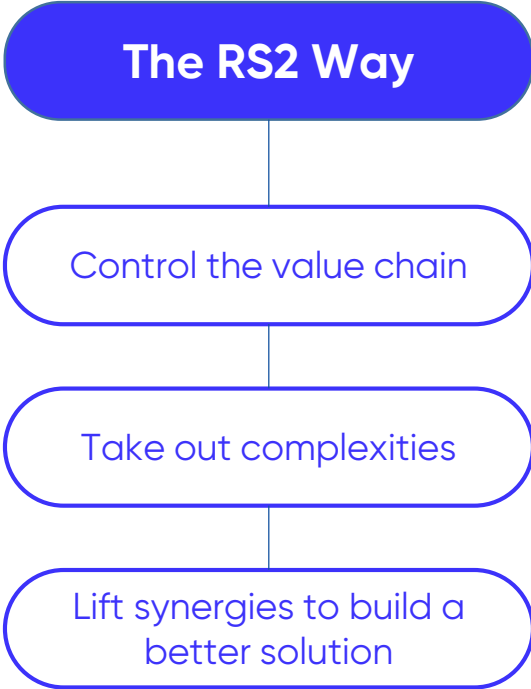 The RS2 Way
Control the value chain
Take out complexities
Lift synergies to build a
better solution